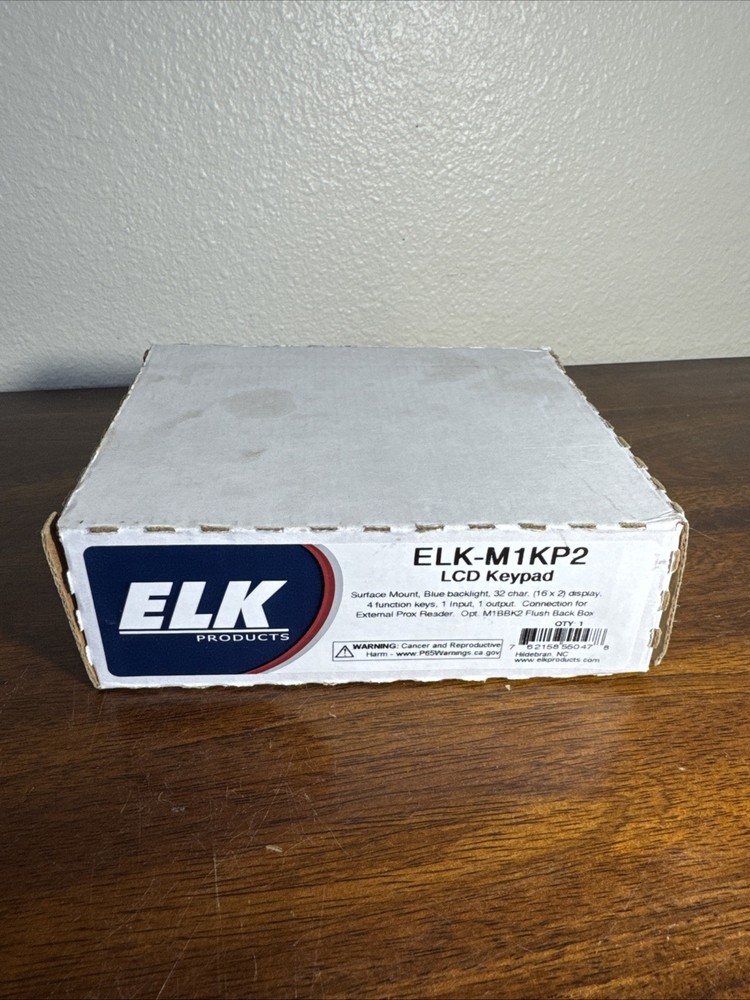 ELK
PRODUCTS
ELK-M1KP2
LCD Keypad
Surface Mount, Blue backlight, 32 char. (16 x 2) display,
4 function keys, 1 Input, 1 output. Connection for
External Prox Reader. Opt. M1BBK2 Flush Back Box
QTY: 1
WARNING: Cancer and Reproductive
Harm - www.P65Warnings.ca.gov
7 62158 55047 8
Hildebran, NC
www.elkproducts.com